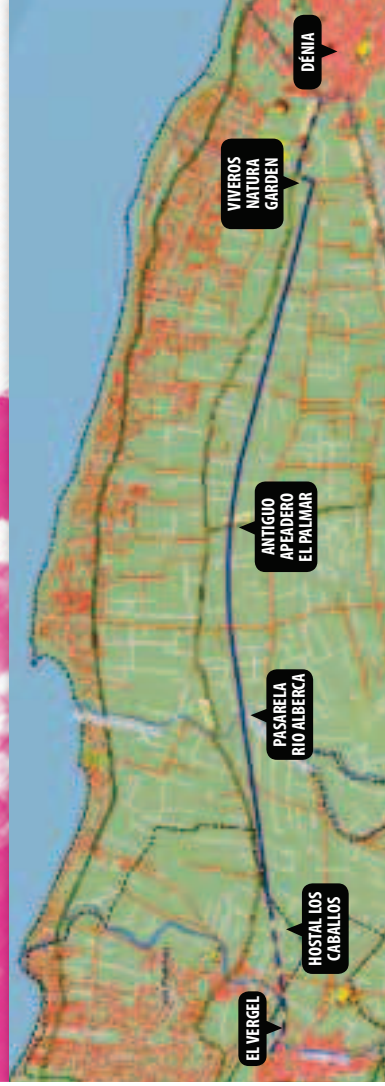 DÉNIA
VIVEROS
NATURA
GARDEN
ANTIGUO
APEADERO
EL PALMAR
PASARELA
RIO ALBERCA
HOSTAL LOS
CABALLOS
EL VERGEL